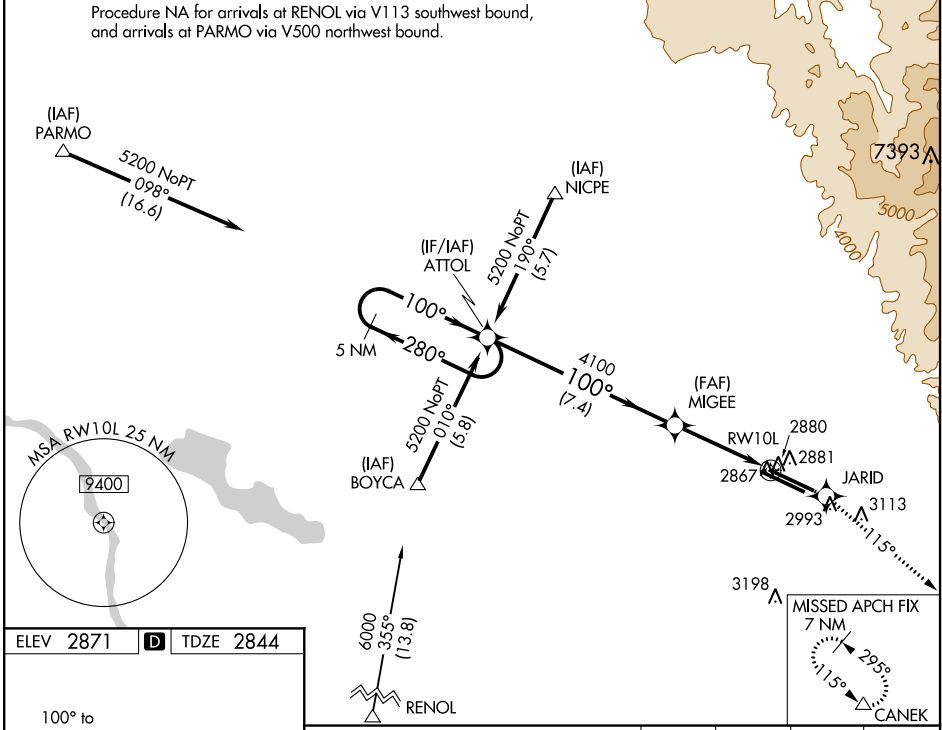 Procedure NA for arrivals at RENOL via V113 southwest bound,
and arrivals at PARMO via V500 northwest bound.
(IAF)
PARMO
5200 NoPT
098°
(16.6)
(IAF)
NICPE
5200 NoPT
190°
(5.7)
7393
5000
4000
(IF/IAF)
ATTOL
100°
5 NM
280°
4100
100°
(7.4)
(FAF)
MIGEE
5200 NoPT
010°
(5.8)
(IAF)
BOYCA
RW10L
2880
2881
2867
JARID
2993
3113
115°
MSA RW10L 25 NM
9400
3198
6000
355°
(13.8)
RENOL
MISSED APCH FIX
7 NM
295°
115°
CANEK
ELEV 2871 D TDZE 2844
100° to